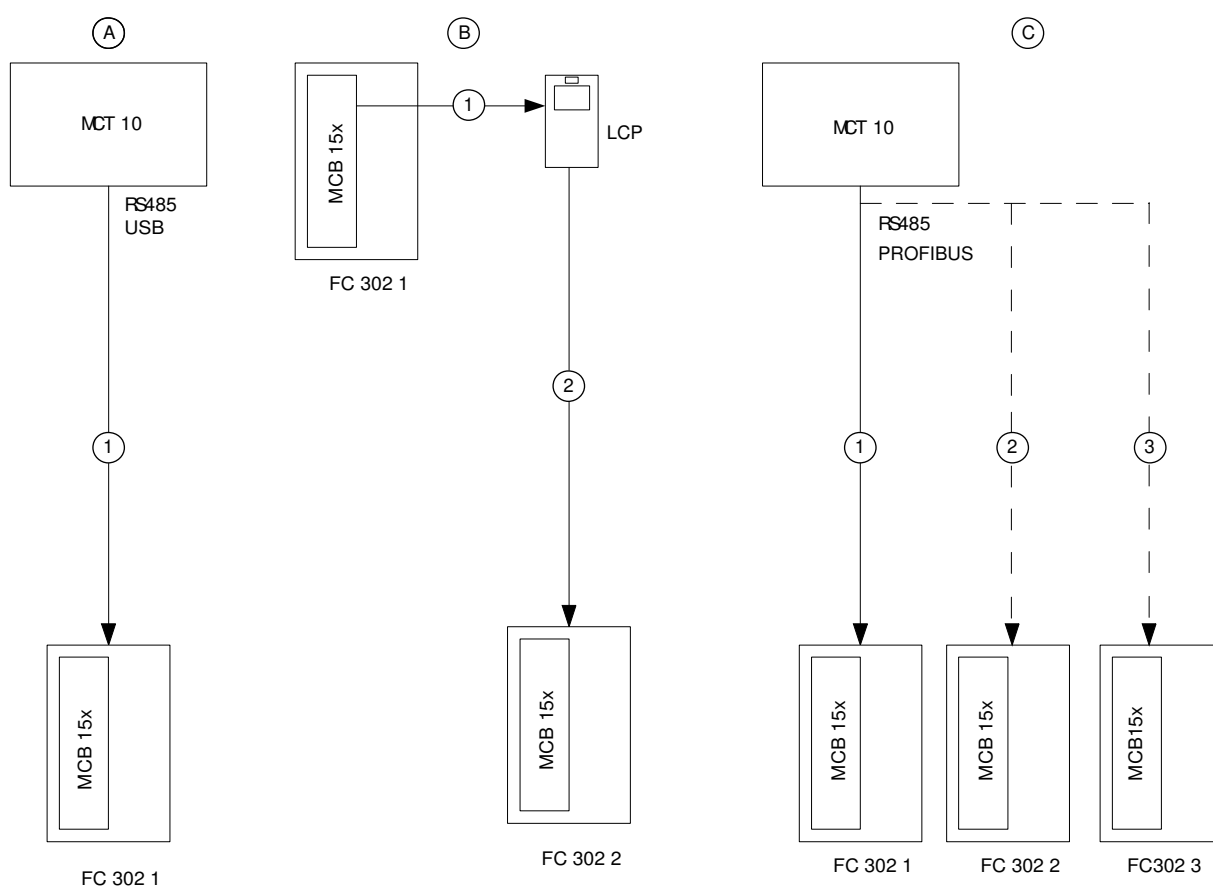 A
MCT 10
RS485
USB
1
MCB 15x
FC 302 1
B
MCB 15x
FC 302 1
1
LCP
2
MCB 15x
FC 302 2
C
MCT 10
RS485
PROFIBUS
1
2
3
MCB 15x
MCB 15x
MCB15x
FC 302 1
FC 302 2
FC302 3